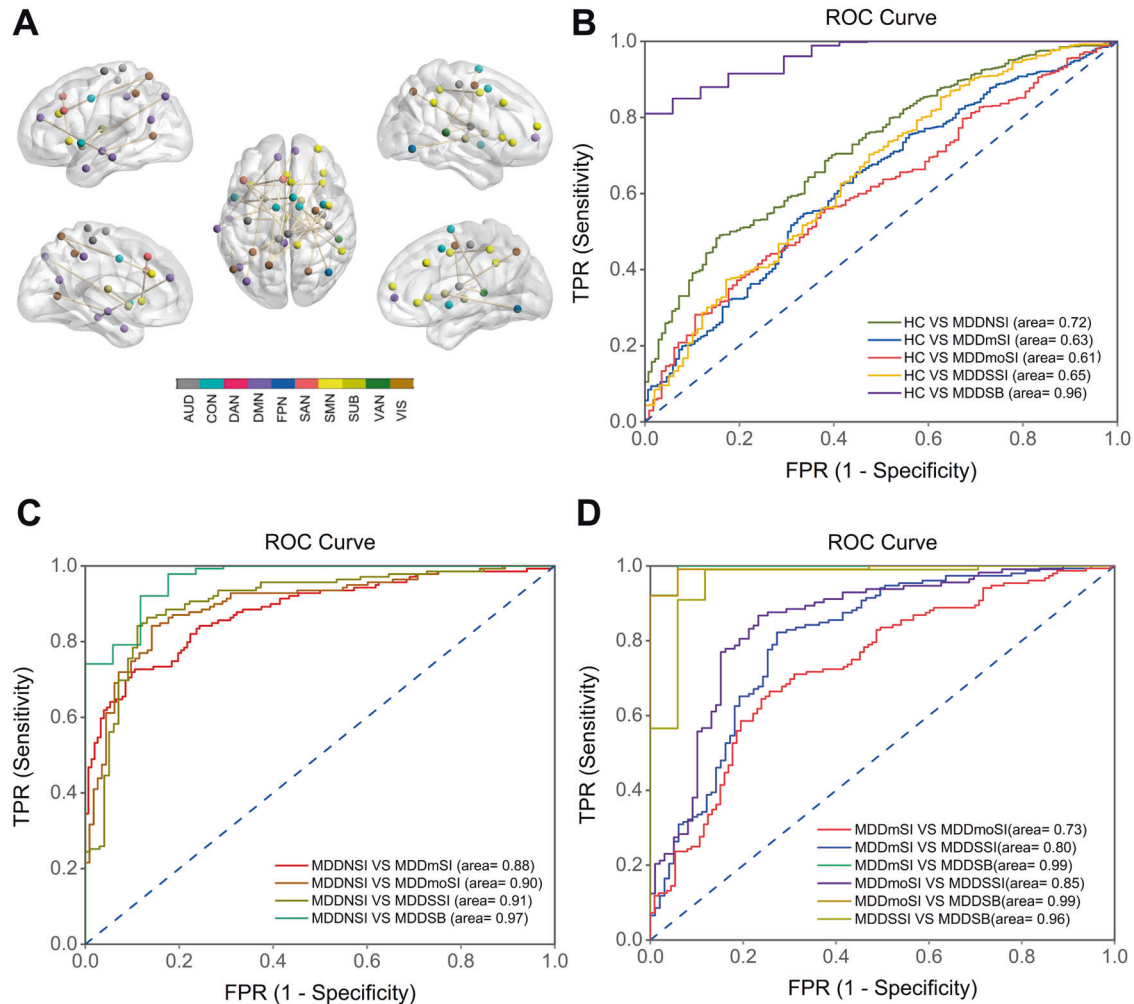 A
AUD
CON
DAN
DMN
FPN
SAN
SMN
SUB
VAN
VIS
B
ROC Curve
TPR (Sensitivity)
1.0
0.8
0.6
0.4
0.2
0.0
HC VS MDDNSI (area= 0.72)
HC VS MDDmSI (area= 0.63)
HC VS MDDmoSI (area= 0.61)
HC VS MDDSSI (area= 0.65)
HC VS MDDSB (area= 0.96)
0.0 0.2 0.4 0.6 0.8 1.0
FPR (1 - Specificity)
C
ROC Curve
TPR (Sensitivity)
1.0
0.8
0.6
0.4
0.2
0.0
MDDNSI VS MDDmSI (area= 0.88)
MDDNSI VS MDDmoSI (area= 0.90)
MDDNSI VS MDDSSI (area= 0.91)
MDDNSI VS MDDSB (area= 0.97)
0.0 0.2 0.4 0.6 0.8 1.0
FPR (1 - Specificity)
D
ROC Curve
TPR (Sensitivity)
1.0
0.8
0.6
0.4
0.2
0.0
MDDmSI VS MDDmoSI(area= 0.73)
MDDmSI VS MDDSSI(area= 0.80)
MDDmSI VS MDDSB(area= 0.99)
MDDmoSI VS MDDSSI(area= 0.85)
MDDmoSI VS MDDSB(area= 0.99)
MDDSSI VS MDDSB(area= 0.96)
0.0 0.2 0.4 0.6 0.8 1.0
FPR (1 - Specificity)